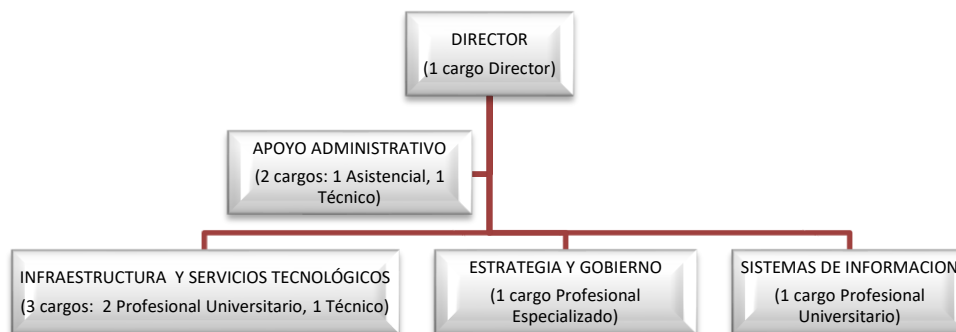 DIRECTOR
(1 cargo Director)
APOYO ADMINISTRATIVO
(2 cargos: 1 Asistencial, 1
Técnico)
INFRAESTRUCTURA Y SERVICIOS TECNOLÓGICOS
(3 cargos: 2 Profesional Universitario, 1 Técnico)
ESTRATEGIA Y GOBIERNO
(1 cargo Profesional
Especializado)
SISTEMAS DE INFORMACION
(1 cargo Profesional
Universitario)